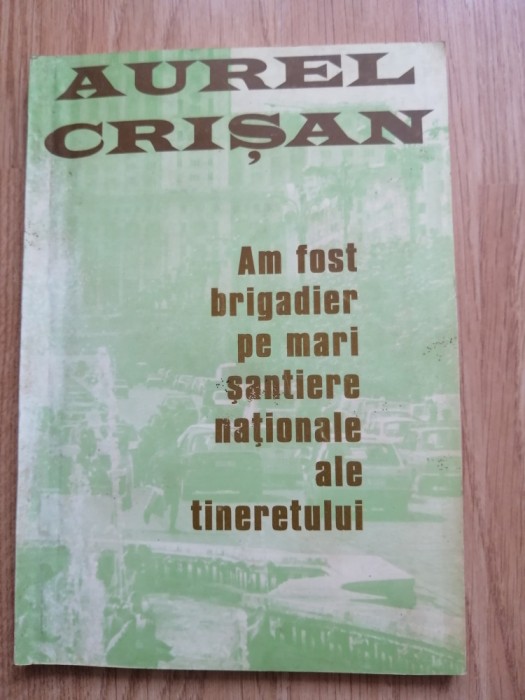 AUREL
CRIȘAN
Am fost
brigadier
pe mari
șantiere
naționale
ale
tineretului